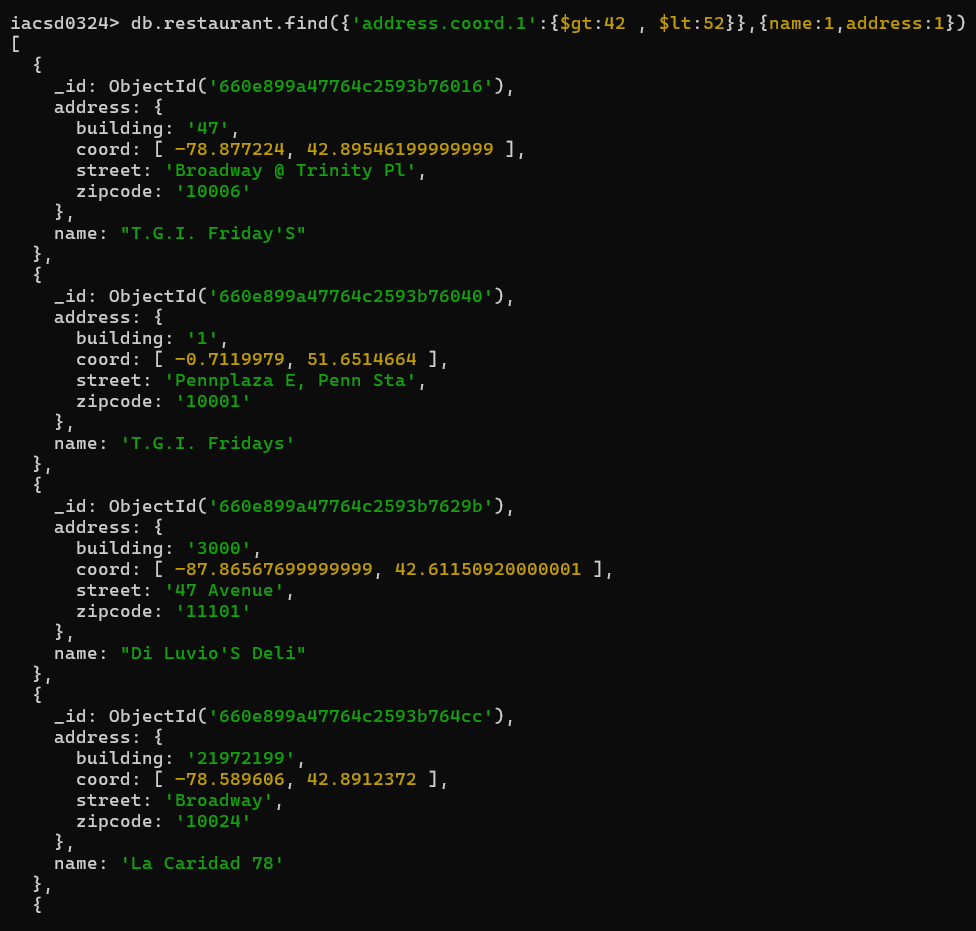 iacsd0324> db.restaurant.find({'address.coord.1':{$gt:42 , $lt:52}},{name:1,address:1})
[
  {
    _id: ObjectId('660e899a47764c2593b76016'),
    address: {
      building: '47',
      coord: [ -78.877224, 42.89546199999999 ],
      street: 'Broadway @ Trinity Pl',
      zipcode: '10006'
    },
    name: "T.G.I. Friday'S"
  },
  {
    _id: ObjectId('660e899a47764c2593b76040'),
    address: {
      building: '1',
      coord: [ -0.7119979, 51.6514664 ],
      street: 'Pennplaza E, Penn Sta',
      zipcode: '10001'
    },
    name: 'T.G.I. Fridays'
  },
  {
    _id: ObjectId('660e899a47764c2593b7629b'),
    address: {
      building: '3000',
      coord: [ -87.86567699999999, 42.61150920000001 ],
      street: '47 Avenue',
      zipcode: '11101'
    },
    name: "Di Luvio'S Deli"
  },
  {
    _id: ObjectId('660e899a47764c2593b764cc'),
    address: {
      building: '21972199',
      coord: [ -78.589606, 42.8912372 ],
      street: 'Broadway',
      zipcode: '10024'
    },
    name: 'La Caridad 78'
  },
  {